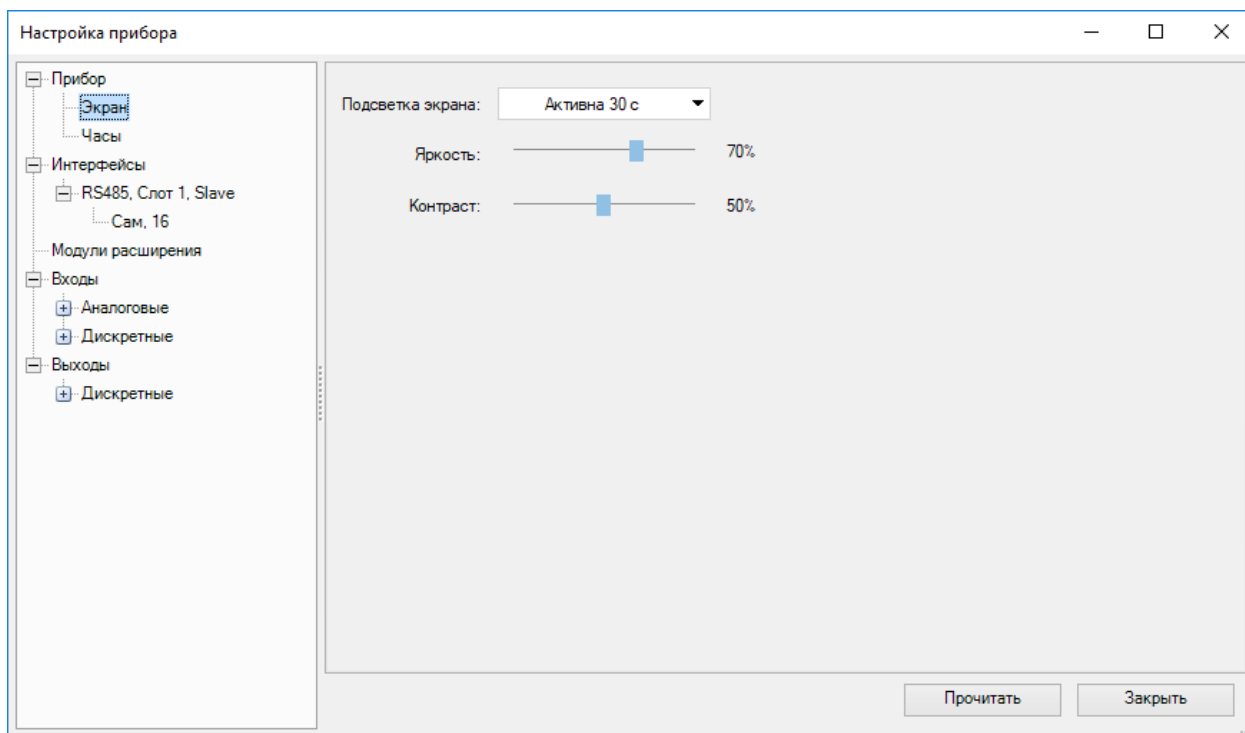 Настройка прибора
Прибор
Экран
Часы
Интерфейсы
RS485, Слот 1, Slave
Сам, 16
Модули расширения
Входы
Аналоговые
Дискретные
Выходы
Дискретные
Подсветка экрана: Активна 30 с
Яркость: 70%
Контраст: 50%
Прочитать Закрыть